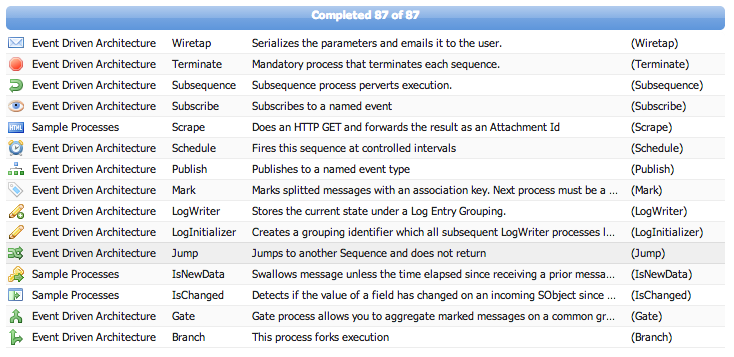 Completed 87 of 87
Event Driven Architecture Wiretap Serializes the parameters and emails it to the user. (Wiretap)
Event Driven Architecture Terminate Mandatory process that terminates each sequence. (Terminate)
Event Driven Architecture Subsequence Subsequence process perverts execution. (Subsequence)
Event Driven Architecture Subscribe Subscribes to a named event (Subscribe)
HTML Sample Processes Scrape Does an HTTP GET and forwards the result as an Attachment Id (Scrape)
Event Driven Architecture Schedule Fires this sequence at controlled intervals (Schedule)
Event Driven Architecture Publish Publishes to a named event type (Publish)
Event Driven Architecture Mark Marks splitted messages with an association key. Next process must be a ... (Mark)
Event Driven Architecture LogWriter Stores the current state under a Log Entry Grouping. (LogWriter)
Event Driven Architecture LogInitializer Creates a grouping identifier which all subsequent LogWriter processes l... (LogInitializer)
Event Driven Architecture Jump Jumps to another Sequence and does not return (Jump)
Sample Processes IsNewData Swallows message unless the time elapsed since receiving a prior messa... (IsNewData)
Sample Processes IsChanged Detects if the value of a field has changed on an incoming SObject since ... (IsChanged)
Event Driven Architecture Gate Gate process allows you to aggregate marked messages on a common gr... (Gate)
Event Driven Architecture Branch This process forks execution (Branch)